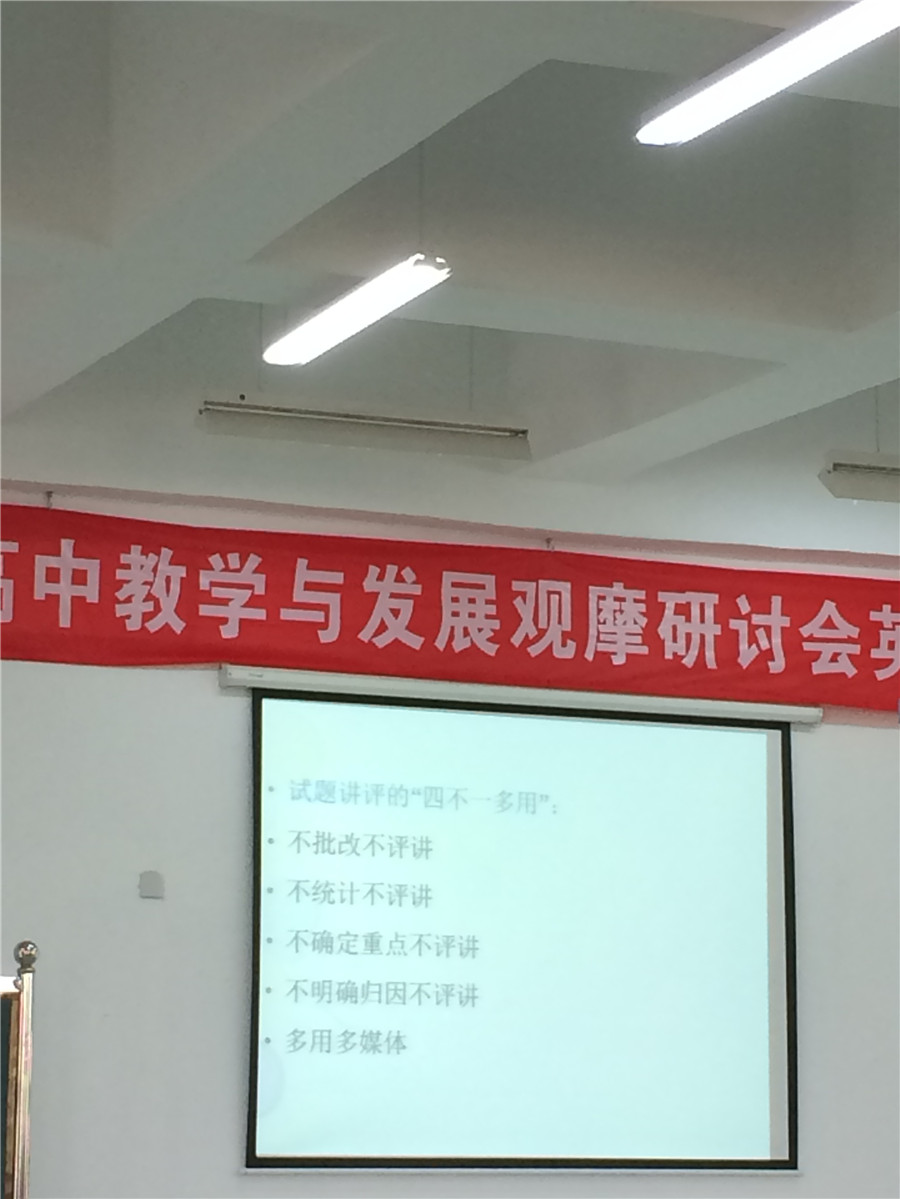 高中教学与发展观摩研讨会英
• 试题讲评的“四不一多用”：
• 不批改不评讲
• 不统计不评讲
• 不确定重点不评讲
• 不明确归因不评讲
• 多用多媒体